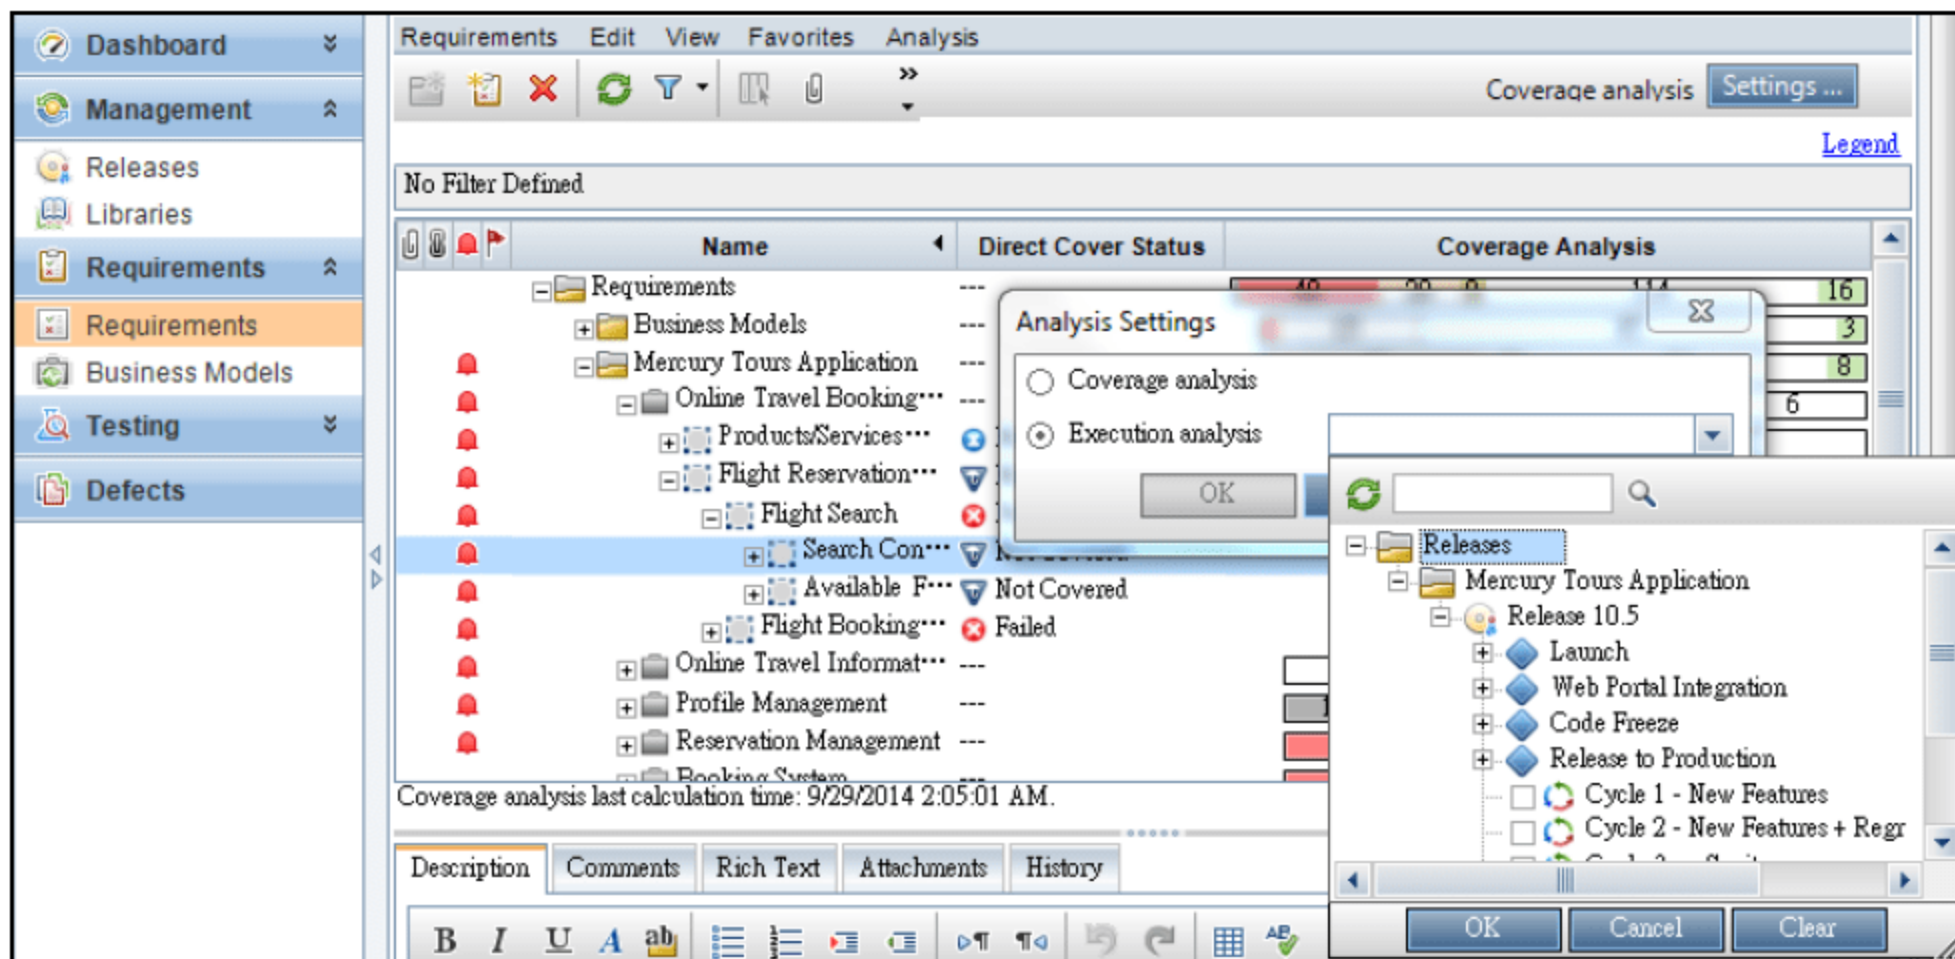 Dashboard
Management
Releases
Libraries
Requirements
Requirements
Business Models
Testing
Defects
Requirements Edit View Favorites Analysis
Coverage analysis Settings ...
Legend
No Filter Defined
Name Direct Cover Status Coverage Analysis
Requirements --- 16
Business Models --- 3
Mercury Tours Application --- 8
Online Travel Booking··· --- 6
Products/Services···
Flight Reservation···
Flight Search
Search Con···
Available F··· Not Covered
Flight Booking··· Failed
Online Travel Informat··· ---
Profile Management ---
Reservation Management ---
Booking System ---
Coverage analysis last calculation time: 9/29/2014 2:05:01 AM.
Description Comments Rich Text Attachments History
B I U A ab
Analysis Settings
Coverage analysis
Execution analysis
OK
Releases
Mercury Tours Application
Release 10.5
Launch
Web Portal Integration
Code Freeze
Release to Production
Cycle 1 - New Features
Cycle 2 - New Features + Regr
OK Cancel Clear